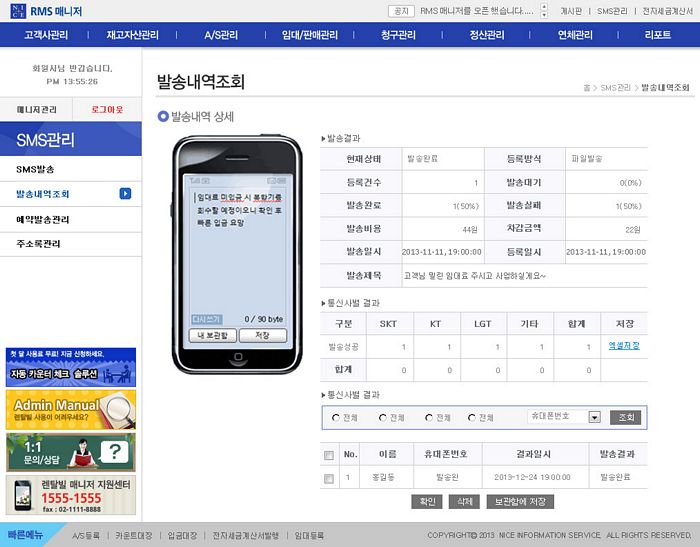 NICE RMS 매니저
공지 RMS 매니저를 오픈 했습니다.....
게시판 | SMS관리 | 전자세금계산서
고객사관리 | 재고자산관리 | A/S관리 | 임대/판매관리 | 청구관리 | 정산관리 | 연체관리 | 리포트
회원사님 반갑습니다.
PM 13:55:26
매니저관리 로그아웃
SMS관리
SMS발송
발송내역조회
예약발송관리
주소록관리
첫 달 사용료 무료! 지금 신청하세요.
자동 카운터 체크 솔루션
Admin Manual
렌탈빌 사용이 어려우세요?
1:1
문의/상담
?
렌탈빌 매니저 지원센터
1555-1555
fax : 02-1111-8888
발송내역조회
홈 > SMS관리 > 발송내역조회
발송내역 상세
임대료 미입금 시 복합기를
회수할 예정이오니 확인 후
빠른 입금 요망
다시쓰기 0 / 90 byte
내 보관함 저장
발송결과
현재상태 발송완료 등록방식 파일발송
등록건수 1 발송대기 0(0%)
발송완료 1(50%) 발송실패 1(50%)
발송비용 44원 차감금액 22원
발송일시 2013-11-11,19:00:00 등록일시 2013-11-11,19:00:00
발송제목 고객님 밀린 임대료 주시고 사업하실게요~
통신사별 결과
구분 SKT KT LGT 기타 합계 저장
발송성공 1 1 1 1 1 엑셀저장
합계 0 0 0 0 0
통신사별 결과
전체 전체 전체 전체 휴대폰번호 조회
No. 이름 휴대폰번호 결과일시 발송결과
1 홍길동 발송완 2013-12-24 19:00:00 발송완료
확인 삭제 보관함에 저장
빠른메뉴 A/S등록 | 카운트대장 | 입금대장 | 전자세금계산서발행 | 임대등록
COPYRIGHT© 2013 NICE INFORMATION SERVICE, ALL RIGHTS RESERVED.